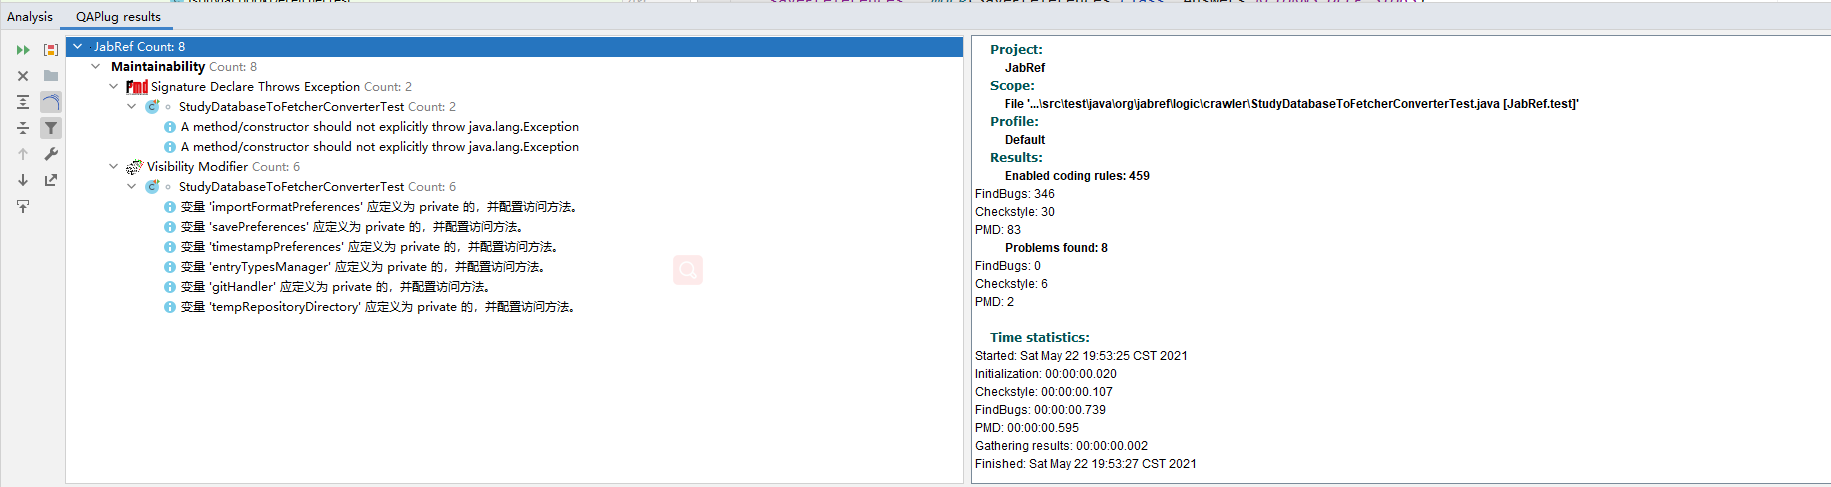 Analysis QAPlug results
JabRef Count: 8
Maintainability Count: 8
pmd Signature Declare Throws Exception Count: 2
StudyDatabaseToFetcherConverterTest Count: 2
A method/constructor should not explicitly throw java.lang.Exception
A method/constructor should not explicitly throw java.lang.Exception
Visibility Modifier Count: 6
StudyDatabaseToFetcherConverterTest Count: 6
变量 'importFormatPreferences' 应定义为 private 的，并配置访问方法。
变量 'savePreferences' 应定义为 private 的，并配置访问方法。
变量 'timestampPreferences' 应定义为 private 的，并配置访问方法。
变量 'entryTypesManager' 应定义为 private 的，并配置访问方法。
变量 'gitHandler' 应定义为 private 的，并配置访问方法。
变量 'tempRepositoryDirectory' 应定义为 private 的，并配置访问方法。
Project:
JabRef
Scope:
File '...\src\test\java\org\jabref\logic\crawler\StudyDatabaseToFetcherConverterTest.java [JabRef.test]'
Profile:
Default
Results:
Enabled coding rules: 459
FindBugs: 346
Checkstyle: 30
PMD: 83
Problems found: 8
FindBugs: 0
Checkstyle: 6
PMD: 2
Time statistics:
Started: Sat May 22 19:53:25 CST 2021
Initialization: 00:00:00.020
Checkstyle: 00:00:00.107
FindBugs: 00:00:00.739
PMD: 00:00:00.595
Gathering results: 00:00:00.002
Finished: Sat May 22 19:53:27 CST 2021